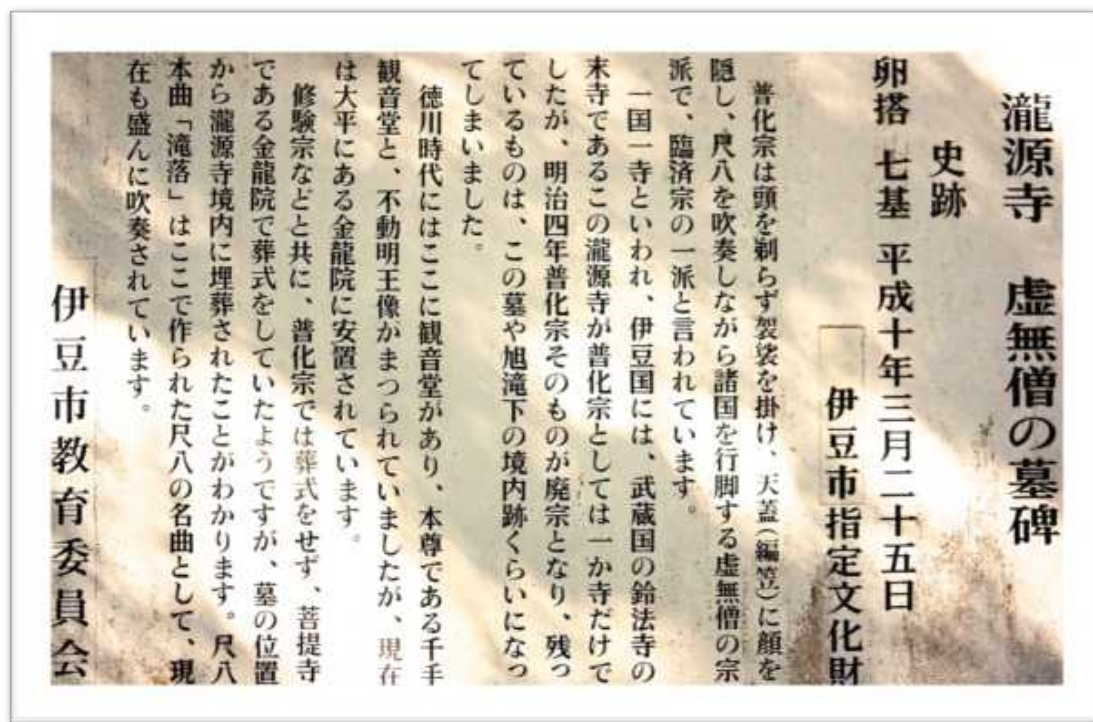 瀧源寺　虚無僧の墓碑
史跡
卵搭　七基　平成十年三月二十五日
伊豆市指定文化財
普化宗は頭を剃らず袈裟を掛け、天蓋（編笠）に顔を
隠し、尺八を吹奏しながら諸国を行脚する虚無僧の宗
派で、臨済宗の一派と言われています。
一国一寺といわれ、伊豆国には、武蔵国の鈴法寺の
末寺であるこの瀧源寺が普化宗としては一か寺だけで
したが、明治四年普化宗そのものが廃宗となり、残っ
ているものは、この墓や旭滝下の境内跡くらいになっ
てしまいました。
徳川時代にはここに観音堂があり、本尊である千手
観音堂と、不動明王像がまつられていましたが、現在
は大平にある金龍院に安置されています。
修験宗などと共に、普化宗では葬式をせず、菩提寺
である金龍院で葬式をしていたようですが、墓の位置
から瀧源寺境内に埋葬されたことがわかります。尺八
本曲「滝落」はここで作られた尺八の名曲として、現
在も盛んに吹奏されています。
伊豆市教育委員会